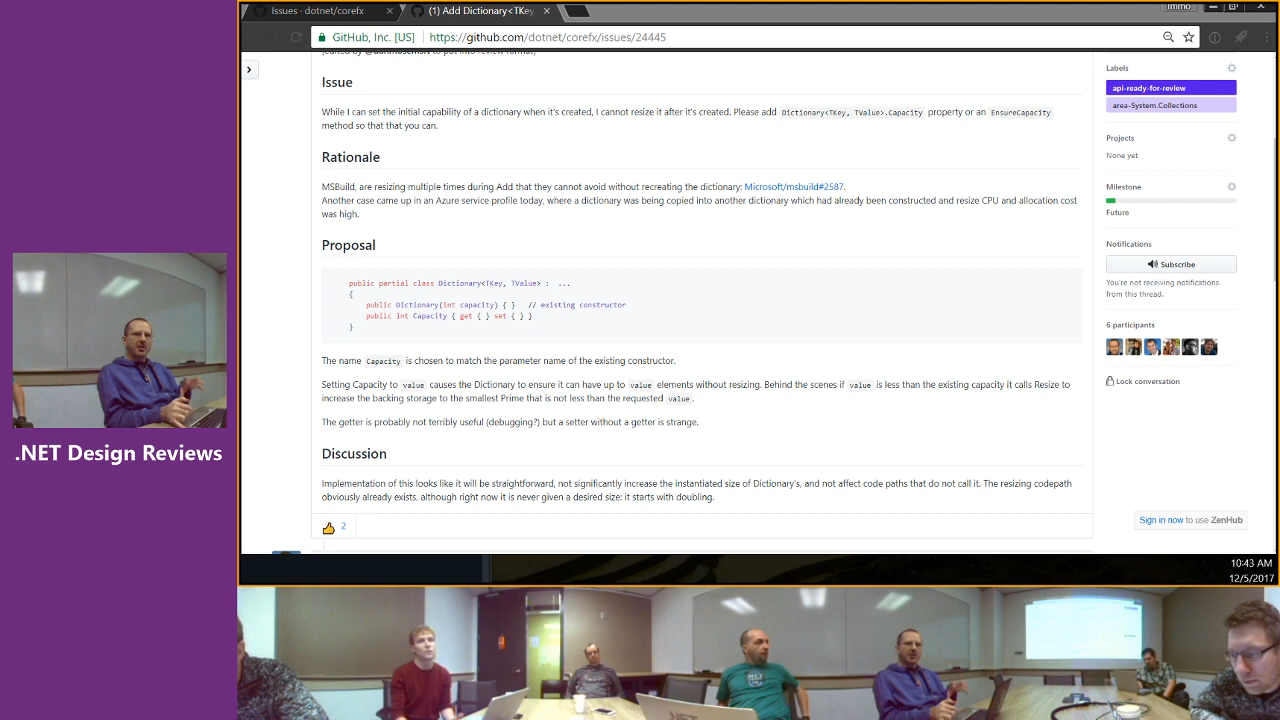 Issues - dotnet/corefx
(1) Add Dictionary<TKey,
Immo
GitHub, Inc. [US]
https://github.com/dotnet/corefx/issues/24445
Issue
While I can set the initial capability of a dictionary when it's created, I cannot resize it after it's created. Please add Dictionary<TKey, TValue>.Capacity property or an EnsureCapacity
method so that that you can.
Rationale
MSBuild, are resizing multiple times during Add that they cannot avoid without recreating the dictionary: Microsoft/msbuild#2587.
Another case came up in an Azure service profile today, where a dictionary was being copied into another dictionary which had already been constructed and resize CPU and allocation cost
was high.
Proposal
public partial class Dictionary<TKey, TValue> : ...
{
public Dictionary(int capacity) { } // existing constructor
public int Capacity { get { } set { } }
}
The name Capacity is chosen to match the parameter name of the existing constructor.
Setting Capacity to value causes the Dictionary to ensure it can have up to value elements without resizing. Behind the scenes if value is less than the existing capacity it calls Resize to
increase the backing storage to the smallest Prime that is not less than the requested value.
The getter is probably not terribly useful (debugging?) but a setter without a getter is strange.
Discussion
Implementation of this looks like it will be straightforward, not significantly increase the instantiated size of Dictionary's, and not affect code paths that do not call it. The resizing codepath
obviously already exists, although right now it is never given a desired size: it starts with doubling.
2
Labels
api-ready-for-review
area-System.Collections
Projects
None yet
Milestone
Future
Notifications
Subscribe
You're not receiving notifications
from this thread.
6 participants
Lock conversation
Sign in now to use ZenHub
10:43 AM
12/5/2017
.NET Design Reviews
.NET